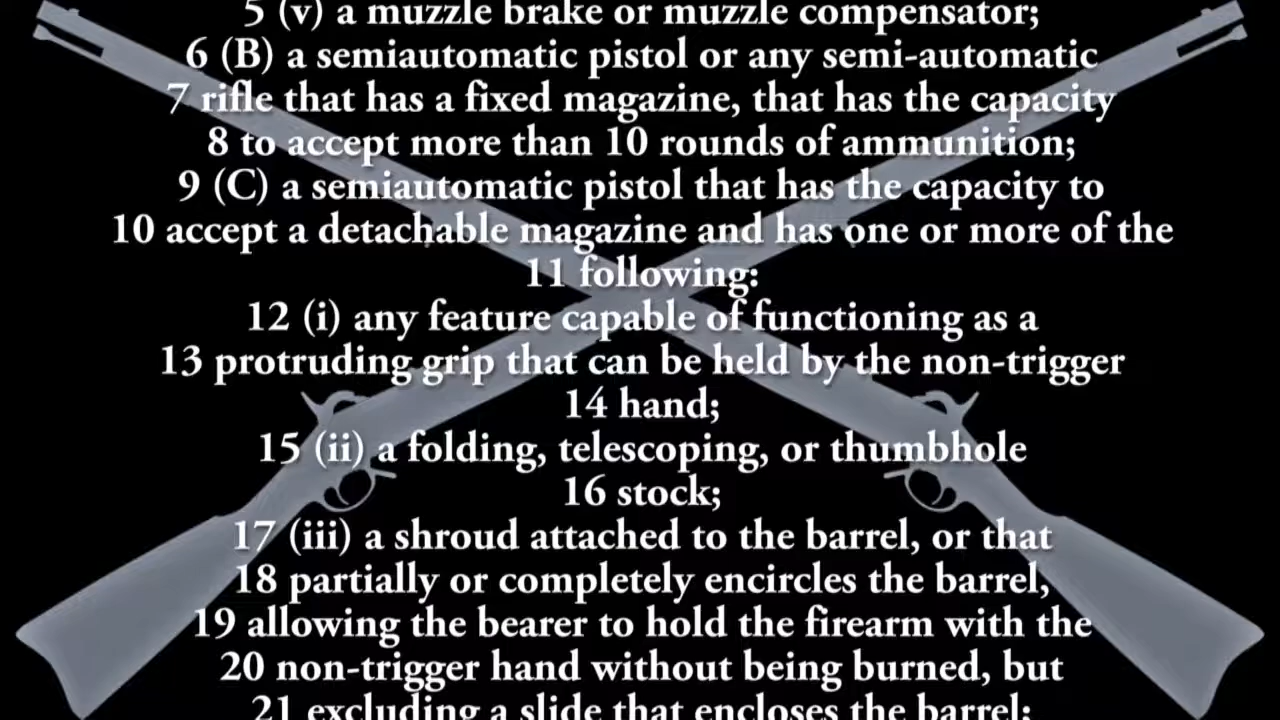 5 (v) a muzzle brake or muzzle compensator;
6 (B) a semiautomatic pistol or any semi-automatic
7 rifle that has a fixed magazine, that has the capacity
8 to accept more than 10 rounds of ammunition;
9 (C) a semiautomatic pistol that has the capacity to
10 accept a detachable magazine and has one or more of the
11 following:
12 (i) any feature capable of functioning as a
13 protruding grip that can be held by the non-trigger
14 hand;
15 (ii) a folding, telescoping, or thumbhole
16 stock;
17 (iii) a shroud attached to the barrel, or that
18 partially or completely encircles the barrel,
19 allowing the bearer to hold the firearm with the
20 non-trigger hand without being burned, but
21 excluding a slide that encloses the barrel;